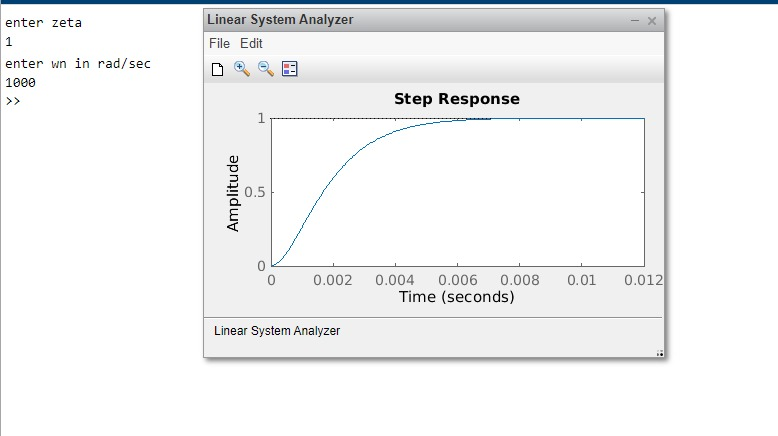 enter zeta
1
enter wn in rad/sec
1000
>>
Linear System Analyzer
File Edit
Step Response
Amplitude
1
0.5
0
0 0.002 0.004 0.006 0.008 0.01 0.012
Time (seconds)
Linear System Analyzer